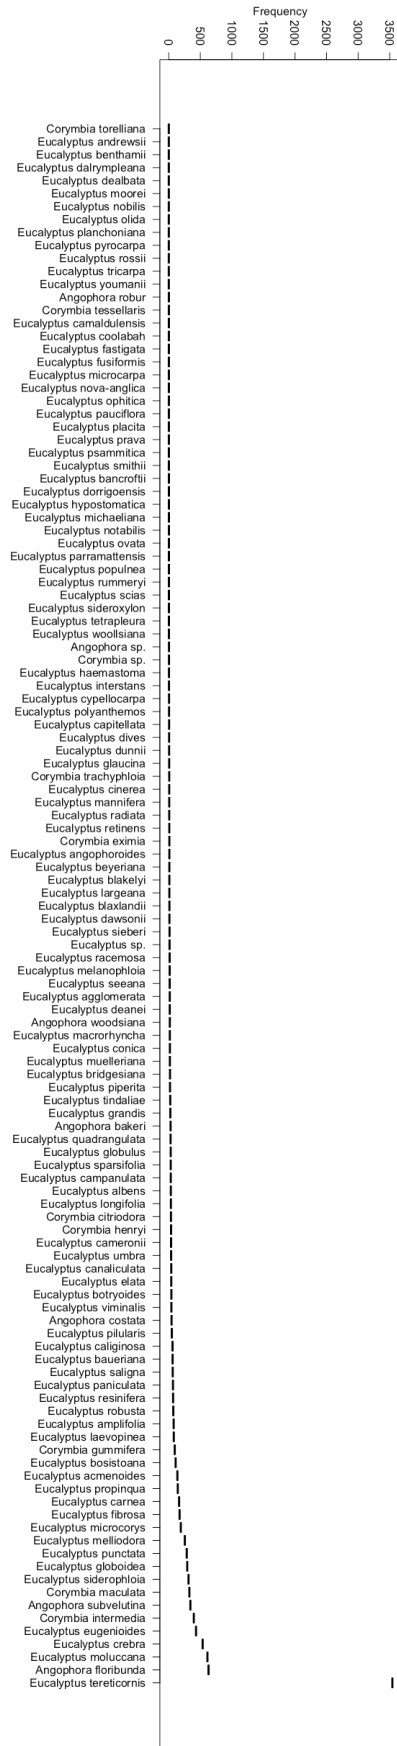 Frequency
0
500
1000
1500
2000
2500
3000
3500
Corymbia torelliana
Eucalyptus andrewsii
Eucalyptus benthamii
Eucalyptus dalrympleana
Eucalyptus dealbata
Eucalyptus moorei
Eucalyptus nobilis
Eucalyptus olida
Eucalyptus planchoniana
Eucalyptus pyrocarpa
Eucalyptus rossii
Eucalyptus tricarpa
Eucalyptus youmanii
Angophora robur
Corymbia tessellaris
Eucalyptus camaldulensis
Eucalyptus coolabah
Eucalyptus fastigata
Eucalyptus fusiformis
Eucalyptus microcarpa
Eucalyptus nova-anglica
Eucalyptus ophitica
Eucalyptus pauciflora
Eucalyptus placita
Eucalyptus prava
Eucalyptus psammitica
Eucalyptus smithii
Eucalyptus bancroftii
Eucalyptus dorrigoensis
Eucalyptus hypostomatica
Eucalyptus michaeliana
Eucalyptus notabilis
Eucalyptus ovata
Eucalyptus parramattensis
Eucalyptus populnea
Eucalyptus rummeryi
Eucalyptus scias
Eucalyptus sideroxylon
Eucalyptus tetrapleura
Eucalyptus woollsiana
Angophora sp.
Corymbia sp.
Eucalyptus haemastoma
Eucalyptus interstans
Eucalyptus cypellocarpa
Eucalyptus polyanthemos
Eucalyptus capitellata
Eucalyptus dives
Eucalyptus dunnii
Eucalyptus glaucina
Corymbia trachyphloia
Eucalyptus cinerea
Eucalyptus mannifera
Eucalyptus radiata
Eucalyptus retinens
Corymbia eximia
Eucalyptus angophoroides
Eucalyptus beyeriana
Eucalyptus blakelyi
Eucalyptus largeana
Eucalyptus blaxlandii
Eucalyptus dawsonii
Eucalyptus sieberi
Eucalyptus sp.
Eucalyptus racemosa
Eucalyptus melanophloia
Eucalyptus seeana
Eucalyptus agglomerata
Eucalyptus deanei
Angophora woodsiana
Eucalyptus macrorhyncha
Eucalyptus conica
Eucalyptus muelleriana
Eucalyptus bridgesiana
Eucalyptus piperita
Eucalyptus tindaliae
Eucalyptus grandis
Angophora bakeri
Eucalyptus quadrangulata
Eucalyptus globulus
Eucalyptus sparsifolia
Eucalyptus campanulata
Eucalyptus albens
Eucalyptus longifolia
Corymbia citriodora
Corymbia henryi
Eucalyptus cameronii
Eucalyptus umbra
Eucalyptus canaliculata
Eucalyptus elata
Eucalyptus botryoides
Eucalyptus viminalis
Angophora costata
Eucalyptus pilularis
Eucalyptus caliginosa
Eucalyptus baueriana
Eucalyptus saligna
Eucalyptus paniculata
Eucalyptus resinifera
Eucalyptus robusta
Eucalyptus amplifolia
Eucalyptus laevopinea
Corymbia gummifera
Eucalyptus bosistoana
Eucalyptus acmenoides
Eucalyptus propinqua
Eucalyptus carnea
Eucalyptus fibrosa
Eucalyptus microcorys
Eucalyptus melliodora
Eucalyptus punctata
Eucalyptus globoidea
Eucalyptus siderophloia
Corymbia maculata
Angophora subvelutina
Corymbia intermedia
Eucalyptus eugenioides
Eucalyptus crebra
Eucalyptus moluccana
Angophora floribunda
Eucalyptus tereticornis